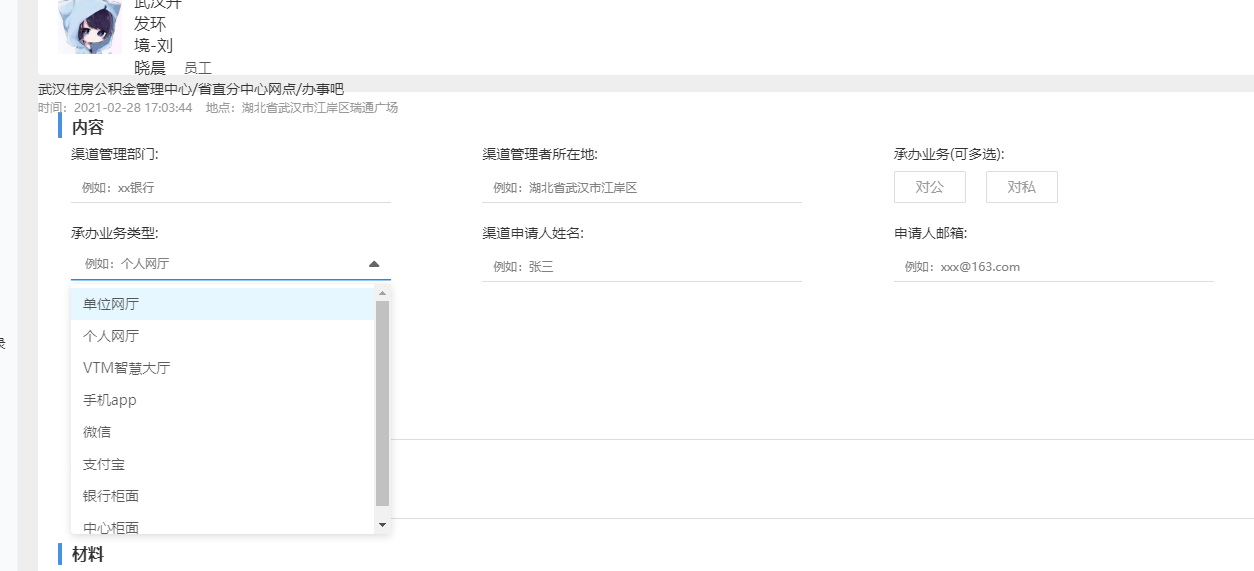 武汉开
发环
境-刘
晓晨 员工
武汉住房公积金管理中心/省直分中心网点/办事吧
时间：2021-02-28 17:03:44 地点：湖北省武汉市江岸区瑞通广场
内容
渠道管理部门: 渠道管理者所在地: 承办业务(可多选):
例如：xx银行 例如：湖北省武汉市江岸区 对公 对私
承办业务类型: 渠道申请人姓名: 申请人邮箱:
例如：个人网厅 例如：张三 例如：xxx@163.com
单位网厅
个人网厅
VTM智慧大厅
手机app
微信
支付宝
银行柜面
中心柜面
材料